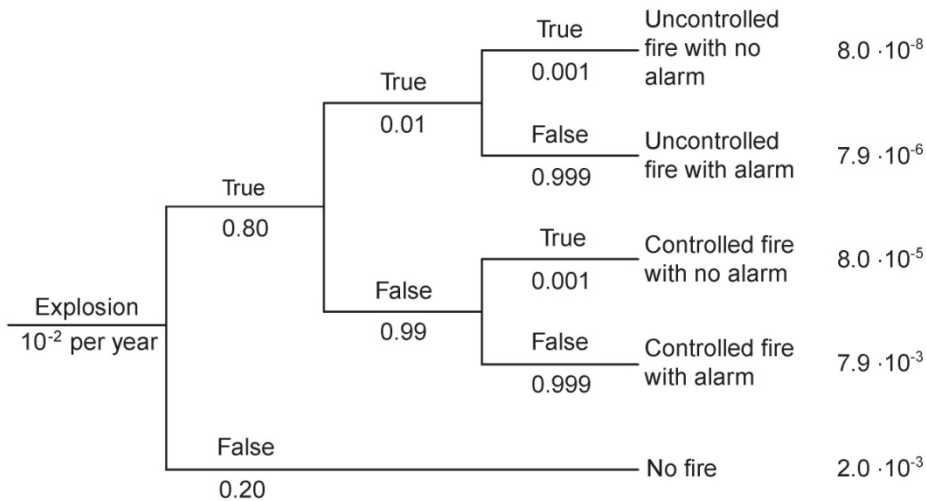 True
Uncontrolled
fire with no
alarm
8.0 ·10⁻⁸
0.001
True
0.01
False
Uncontrolled
fire with alarm
7.9 ·10⁻⁶
0.999
True
0.80
True
Controlled fire
with no alarm
8.0 ·10⁻⁵
0.001
False
0.99
Explosion
10⁻² per year
False
Controlled fire
with alarm
7.9 ·10⁻³
0.999
False
0.20
No fire
2.0 ·10⁻³